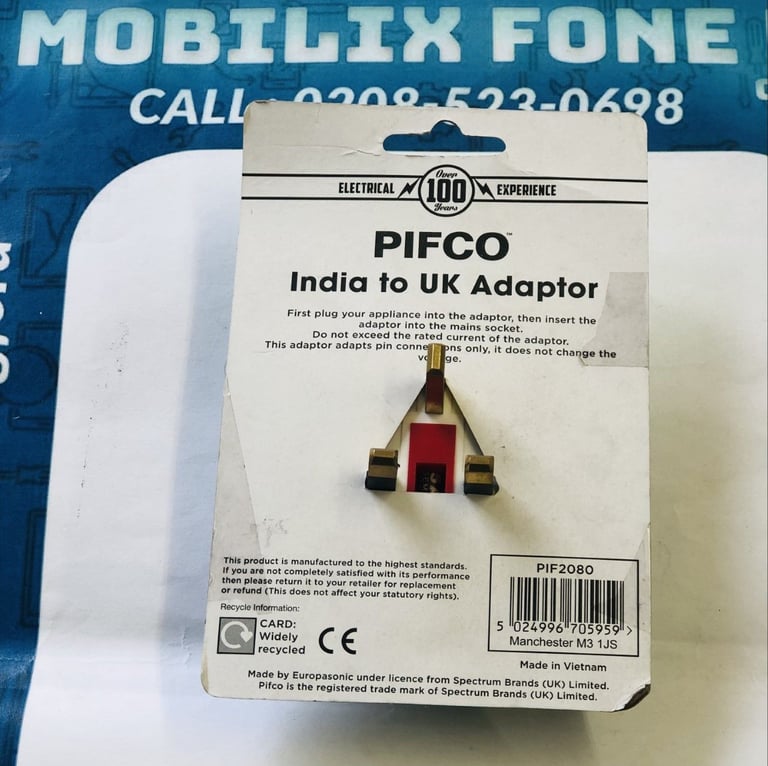 MOBILIX FONE
CALL 0208-523-0698
Over
ELECTRICAL 100 EXPERIENCE
Years
PIFCO™
India to UK Adaptor
First plug your appliance into the adaptor, then insert the
adaptor into the mains socket.
Do not exceed the rated current of the adaptor.
This adaptor adapts pin only, it does not change the
This product is manufactured to the highest standards.
If you are not completely satisfied with its performance
then please return it to your retailer for replacement
or refund (This does not affect your statutory rights).
Recycle Information:
CARD:
Widely
recycled
CE
PIF2080
5 024996 705959 >
Manchester M3 1JS
Made in Vietnam
Made by Europasonic under licence from Spectrum Brands (UK) Limited.
Pifco is the registered trade mark of Spectrum Brands (UK) Limited.